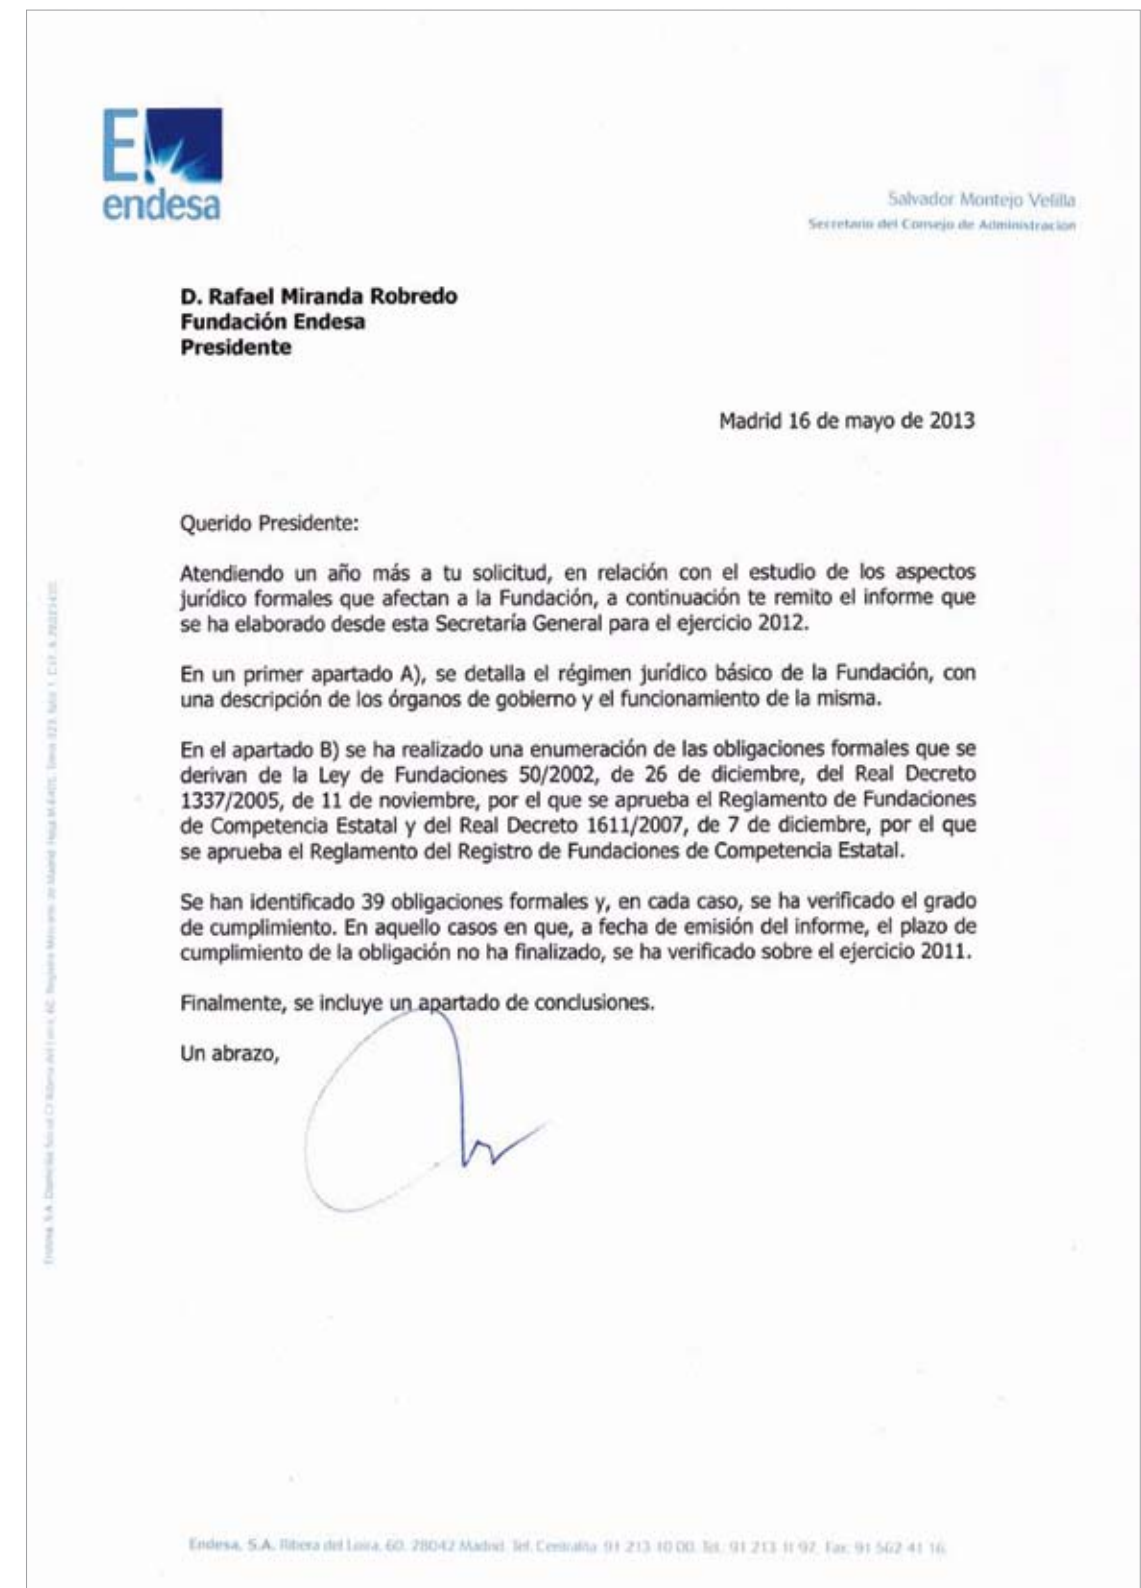 E
endesa
Salvador Montejo Velilla
Secretario del Consejo de Administración
D. Rafael Miranda Robredo
Fundación Endesa
Presidente
Madrid 16 de mayo de 2013
Querido Presidente:
Atendiendo un año más a tu solicitud, en relación con el estudio de los aspectos
jurídico formales que afectan a la Fundación, a continuación te remito el informe que
se ha elaborado desde esta Secretaría General para el ejercicio 2012.
En un primer apartado A), se detalla el régimen jurídico básico de la Fundación, con
una descripción de los órganos de gobierno y el funcionamiento de la misma.
En el apartado B) se ha realizado una enumeración de las obligaciones formales que se
derivan de la Ley de Fundaciones 50/2002, de 26 de diciembre, del Real Decreto
1337/2005, de 11 de noviembre, por el que se aprueba el Reglamento de Fundaciones
de Competencia Estatal y del Real Decreto 1611/2007, de 7 de diciembre, por el que
se aprueba el Reglamento del Registro de Fundaciones de Competencia Estatal.
Se han identificado 39 obligaciones formales y, en cada caso, se ha verificado el grado
de cumplimiento. En aquello casos en que, a fecha de emisión del informe, el plazo de
cumplimiento de la obligación no ha finalizado, se ha verificado sobre el ejercicio 2011.
Finalmente, se incluye un apartado de conclusiones.
Un abrazo,
Endesa, S.A. Ribera del Loira, 60. 28042 Madrid. Tel. Centralita: 91 213 10 00. Tel.: 91 213 11 97. Fax: 91 562 41 16.
Endesa, S.A. Domicilio Social C/ Ribera del Loira, 60. Registro Mercantil de Madrid.